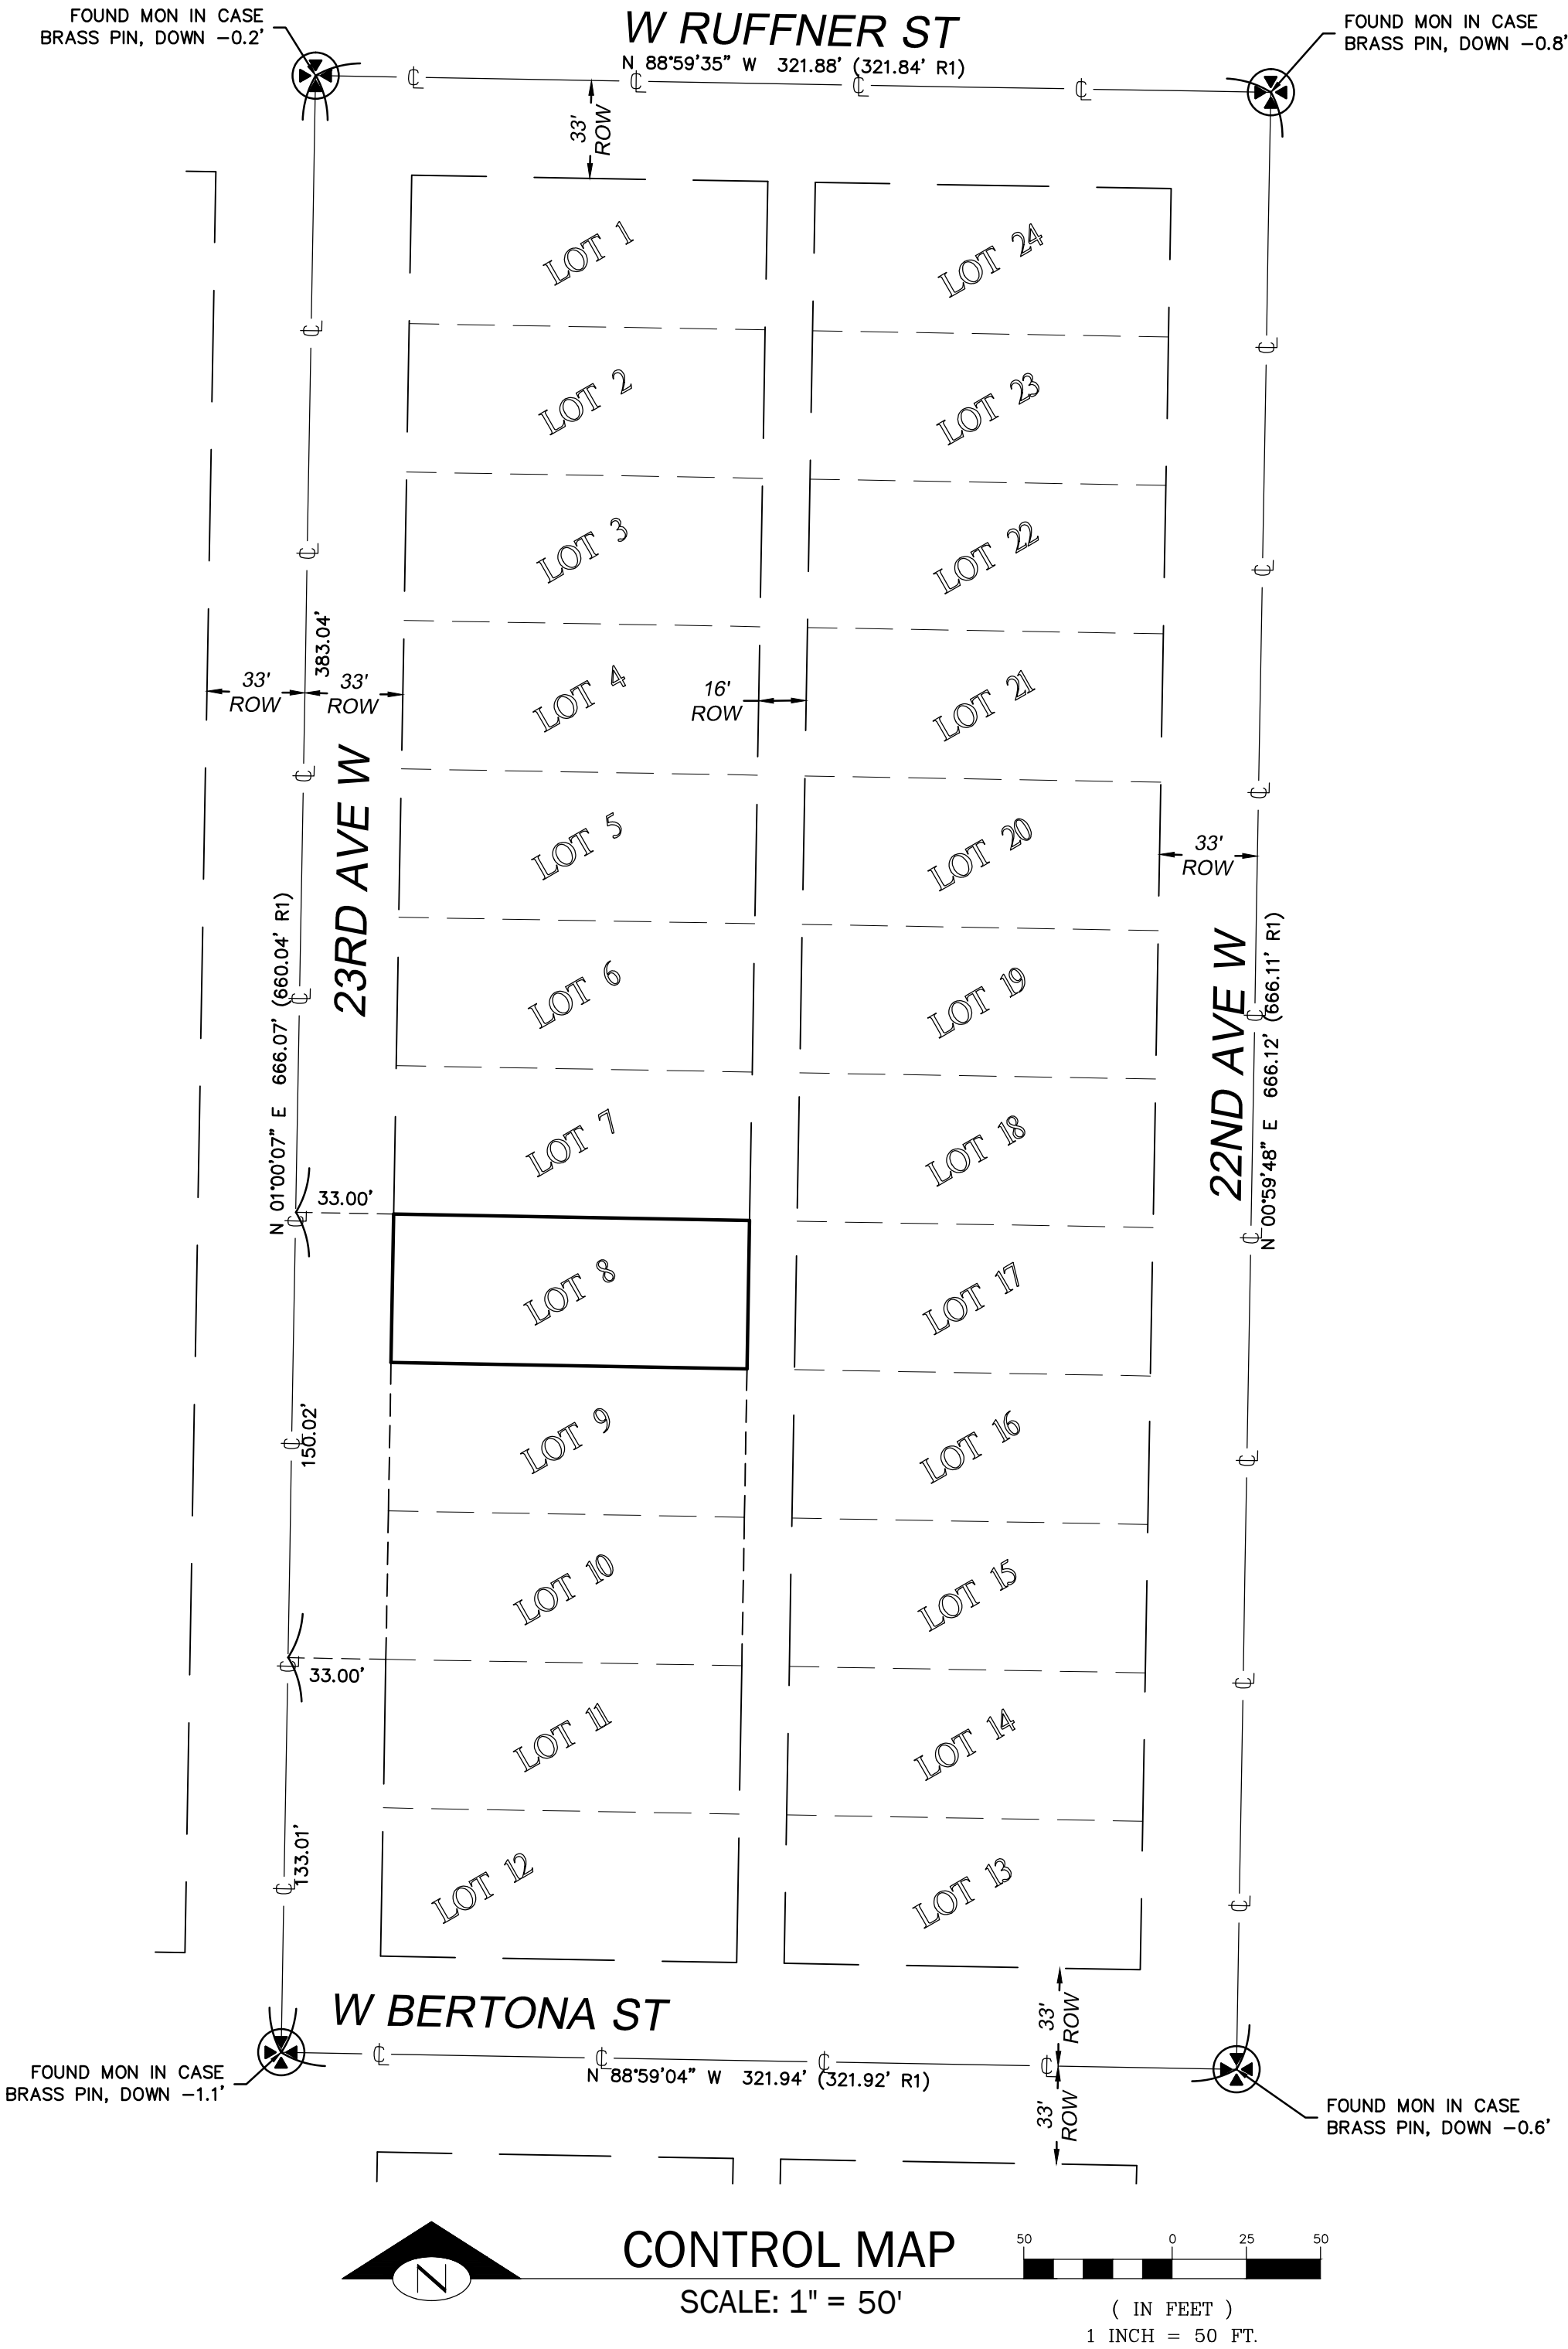 FOUND MON IN CASE
BRASS PIN, DOWN -0.2'
W RUFFNER ST
N 88°59'35" W 321.88' (321.84' R1)
FOUND MON IN CASE
BRASS PIN, DOWN -0.8'
33'
ROW
LOT 1
LOT 24
LOT 2
LOT 23
LOT 3
LOT 22
383.04'
33'
ROW
33'
ROW
LOT 4
16'
ROW
LOT 21
23RD AVE W
LOT 5
LOT 20
33'
ROW
N 01°00'07" E 666.07' (660.04' R1)
LOT 6
LOT 19
22ND AVE W
N 00°59'48" E 666.12' (666.11' R1)
LOT 7
LOT 18
33.00'
LOT 8
LOT 17
150.02'
LOT 9
LOT 16
LOT 10
LOT 15
33.00'
LOT 11
LOT 14
133.01'
LOT 12
LOT 13
W BERTONA ST
33'
ROW
N 88°59'04" W 321.94' (321.92' R1)
33'
ROW
FOUND MON IN CASE
BRASS PIN, DOWN -1.1'
FOUND MON IN CASE
BRASS PIN, DOWN -0.6'
N
CONTROL MAP
SCALE: 1" = 50'
50 0 25 50
( IN FEET )
1 INCH = 50 FT.